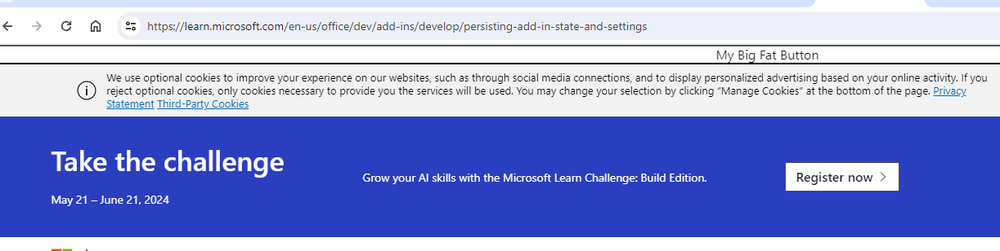 https://learn.microsoft.com/en-us/office/dev/add-ins/develop/persisting-add-in-state-and-settings
My Big Fat Button
We use optional cookies to improve your experience on our websites, such as through social media connections, and to display personalized advertising based on your online activity. If you
reject optional cookies, only cookies necessary to provide you the services will be used. You may change your selection by clicking “Manage Cookies” at the bottom of the page. Privacy
Statement Third-Party Cookies
Take the challenge
Grow your AI skills with the Microsoft Learn Challenge: Build Edition.
Register now
May 21 – June 21, 2024